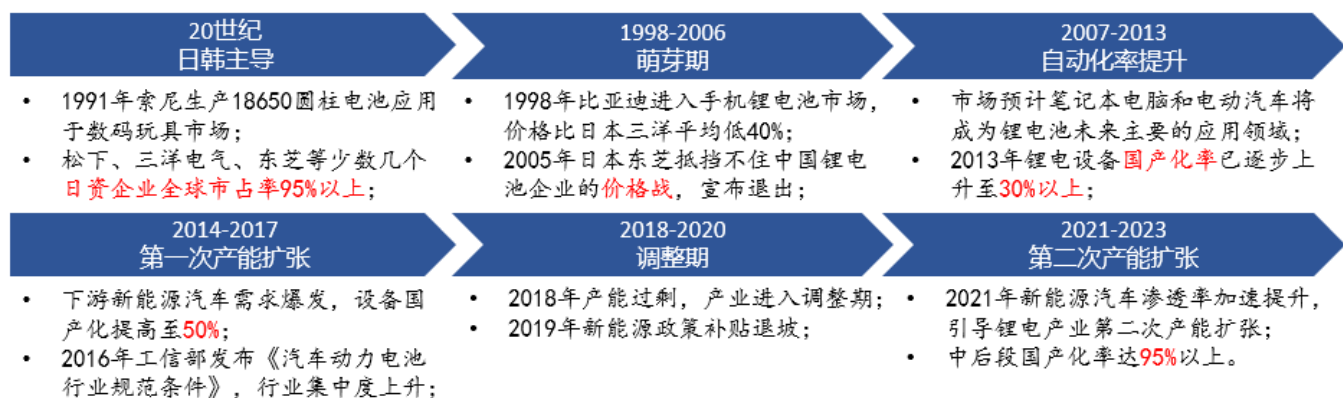 20世纪
日韩主导
• 1991年索尼生产18650圆柱电池应用
于数码玩具市场；
• 松下、三洋电气、东芝等少数几个
日资企业全球市占率95%以上；
1998-2006
萌芽期
• 1998年比亚迪进入手机锂电池市场，
价格比日本三洋平均低40%；
• 2005年日本东芝抵挡不住中国锂电
池企业的价格战，宣布退出；
2007-2013
自动化率提升
• 市场预计笔记本电脑和电动汽车将
成为锂电池未来主要的应用领域；
• 2013年锂电设备国产化率已逐步上
升至30%以上；
2014-2017
第一次产能扩张
• 下游新能源汽车需求爆发，设备国
产化提高至50%；
• 2016年工信部发布《汽车动力电池
行业规范条件》，行业集中度上升；
2018-2020
调整期
• 2018年产能过剩，产业进入调整期；
• 2019年新能源政策补贴退坡；
2021-2023
第二次产能扩张
• 2021年新能源汽车渗透率加速提升，
引导锂电产业第二次产能扩张；
• 中后段国产化率达95%以上。